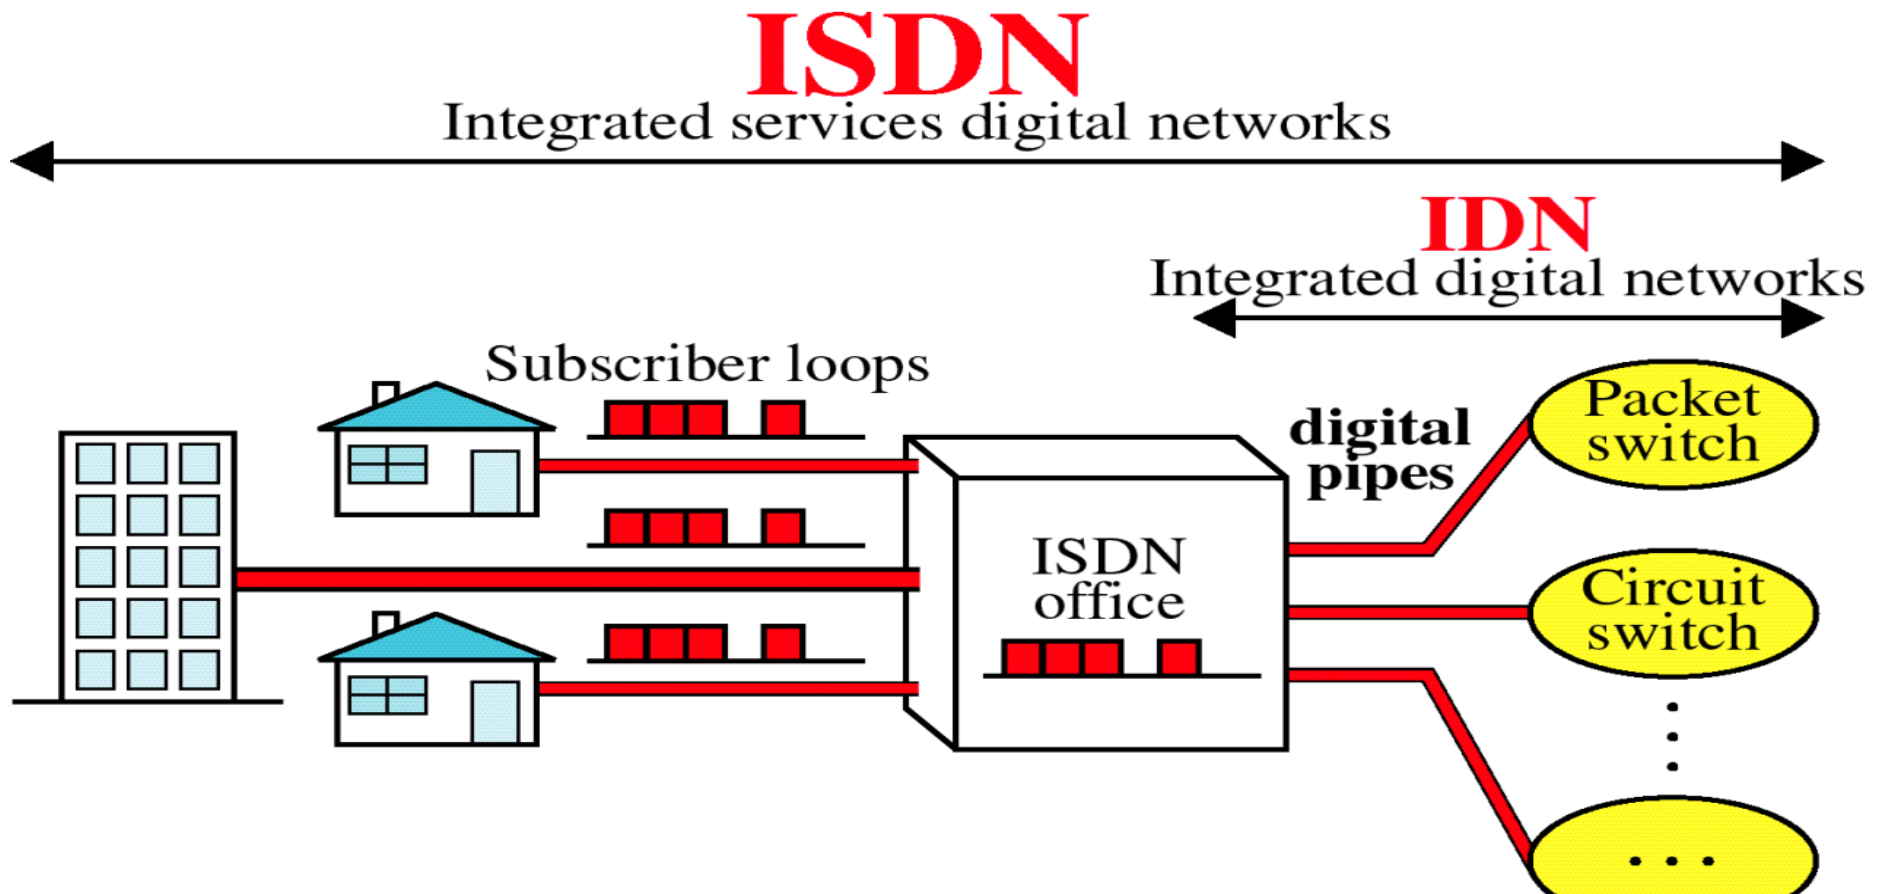 ISDN
Integrated services digital networks
IDN
Integrated digital networks
Subscriber loops
digital
pipes
Packet
switch
ISDN
office
Circuit
switch